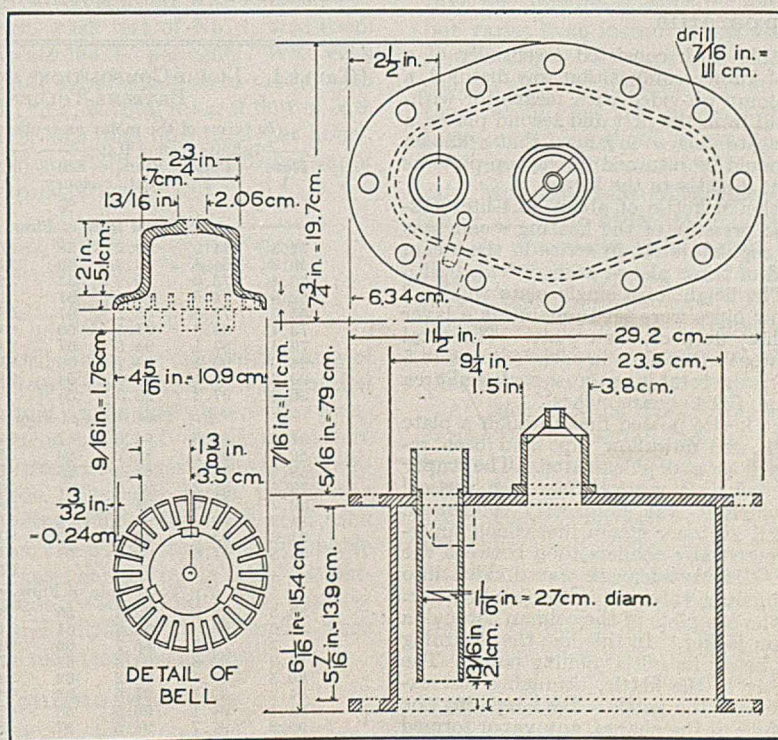 drill
7/16 in.=
1.11 cm.
2 1/2 in.
2 3/4 in.
7cm.
13/16 in.
2.06cm.
2 in.
5.1cm.
7 3/4 in. = 19.7cm.
6.34cm.
11 1/2 in.
29.2 cm.
9 1/4 in.
23.5 cm.
1.5 in
3.8cm.
9/16 in.= 1.76cm.
4 5/16 in.= 10.9cm
7/16 in.= 1.11 cm.
5/16 in.= .79 cm.
1 3/8 in.
3.5 cm.
3/32 in.
=0.24cm
6 1/16 in.= 15.4 cm.
5 7/16 in.-13.9cm.
1 1/16 in.= 2.7cm. diam.
13/16 in.
2.1cm.
DETAIL OF
BELL